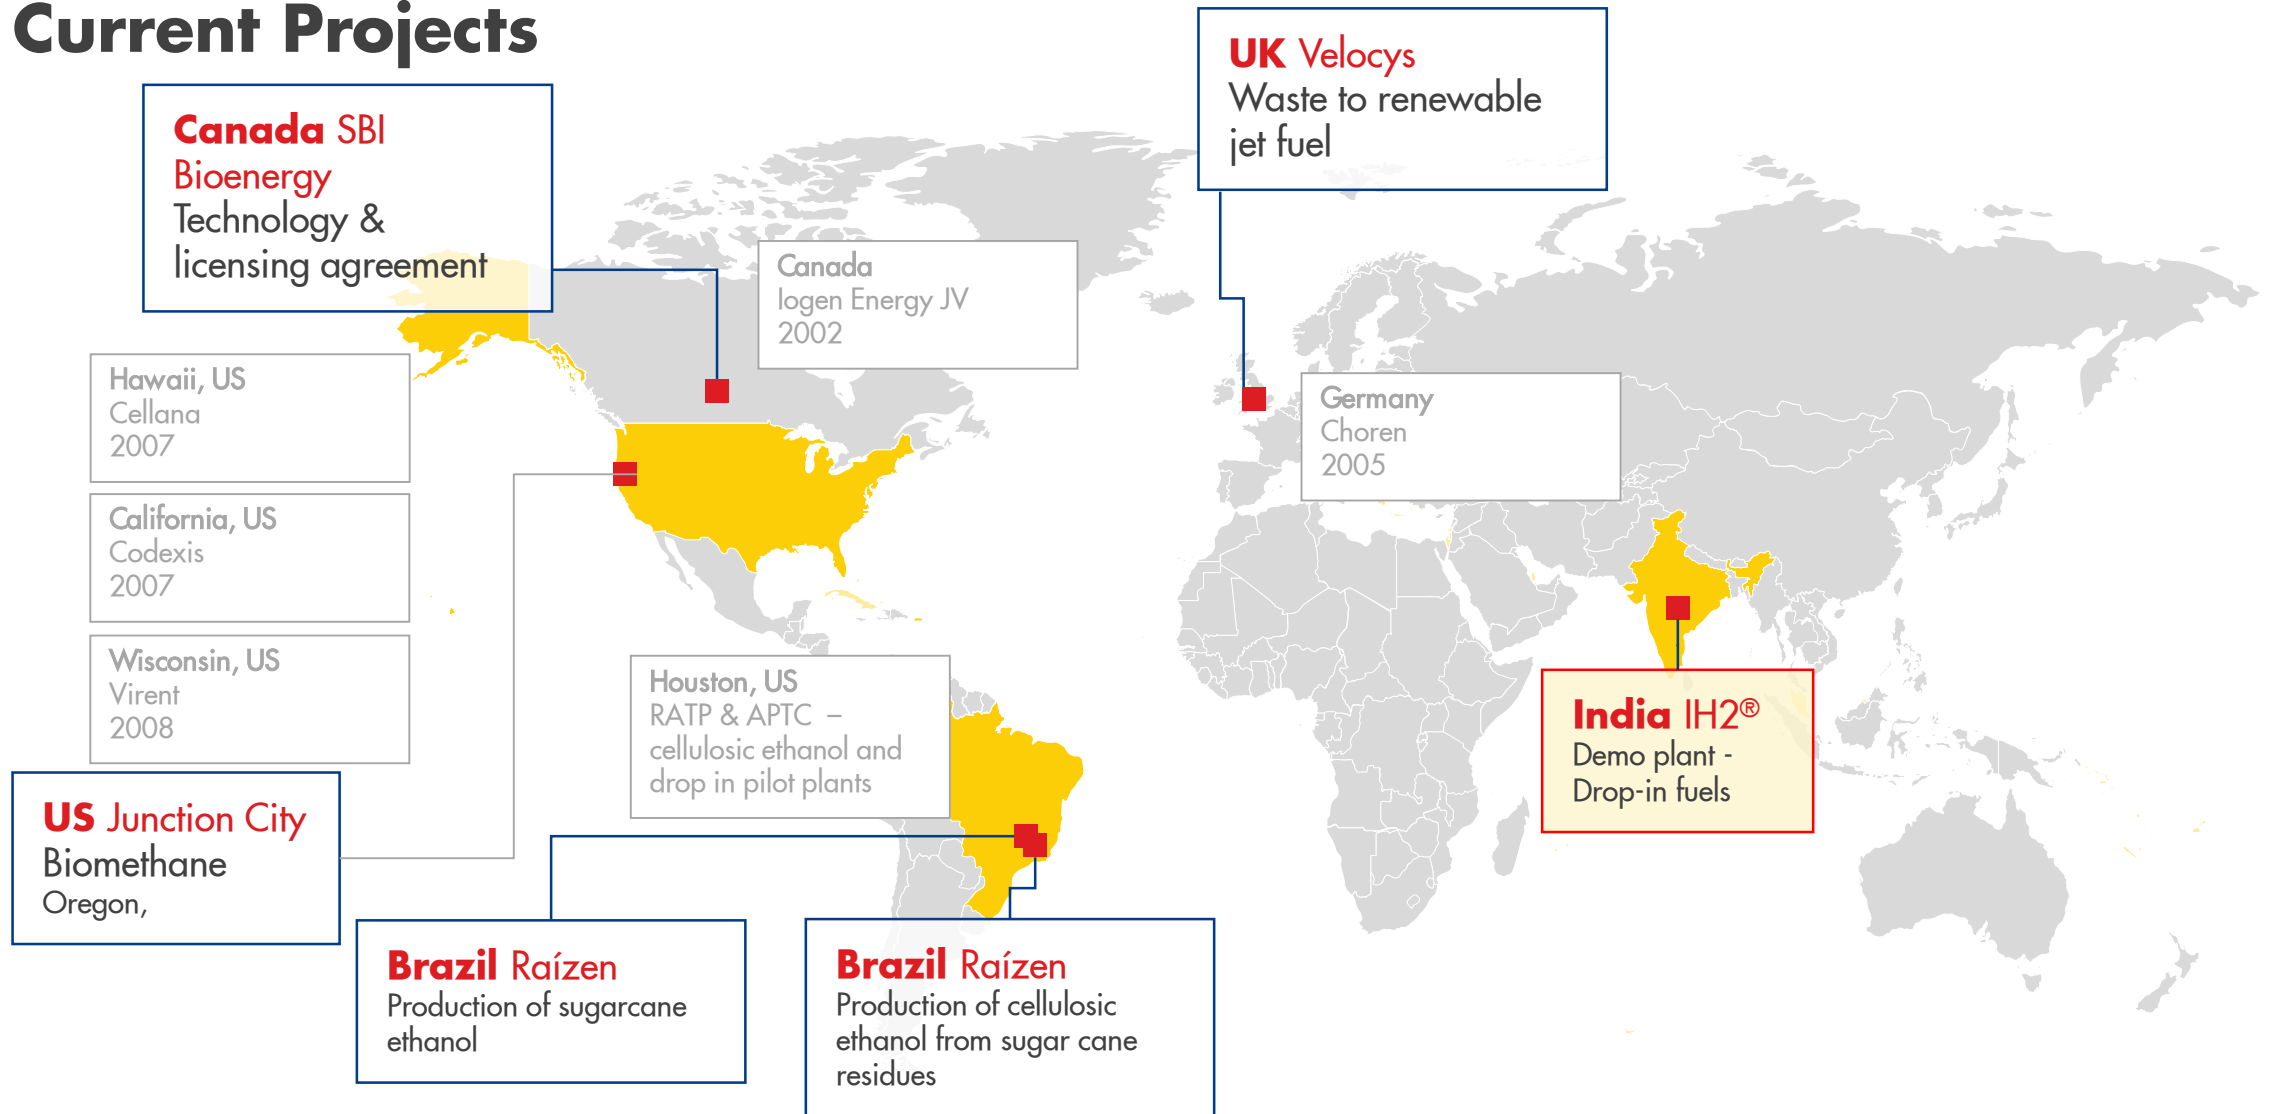 Current Projects
UK Velocys
Waste to renewable
jet fuel
Canada SBI
Bioenergy
Technology &
licensing agreement
Canada
Iogen Energy JV
2002
Hawaii, US
Cellana
2007
Germany
Choren
2005
California, US
Codexis
2007
Wisconsin, US
Virent
2008
Houston, US
RATP & APTC –
cellulosic ethanol and
drop in pilot plants
India IH2®
Demo plant -
Drop-in fuels
US Junction City
Biomethane
Oregon,
Brazil Raízen
Production of sugarcane
ethanol
Brazil Raízen
Production of cellulosic
ethanol from sugar cane
residues